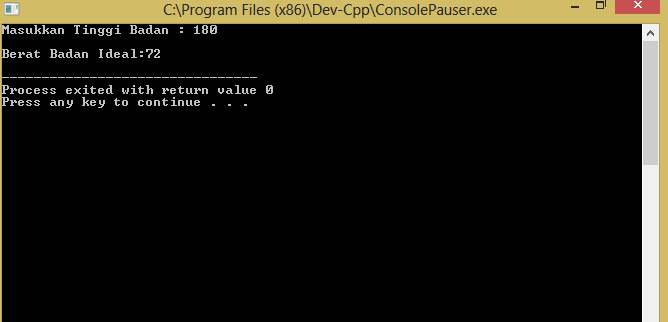 C:\Program Files (x86)\Dev-Cpp\ConsolePauser.exe
Masukkan Tinggi Badan : 180
Berat Badan Ideal:72
--------------------------------
Process exited with return value 0
Press any key to continue . . .